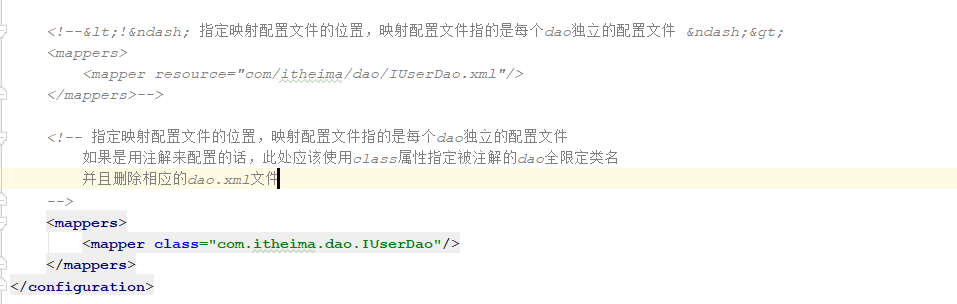 <!--&lt;!&ndash; 指定映射配置文件的位置，映射配置文件指的是每个dao独立的配置文件 &ndash;&gt;
<mappers>
<mapper resource="com/itheima/dao/IUserDao.xml"/>
</mappers>-->
<!-- 指定映射配置文件的位置，映射配置文件指的是每个dao独立的配置文件
如果是用注解来配置的话，此处应该使用class属性指定被注解的dao全限定类名
并且删除相应的dao.xml文件
-->
<mappers>
<mapper class="com.itheima.dao.IUserDao"/>
</mappers>
</configuration>